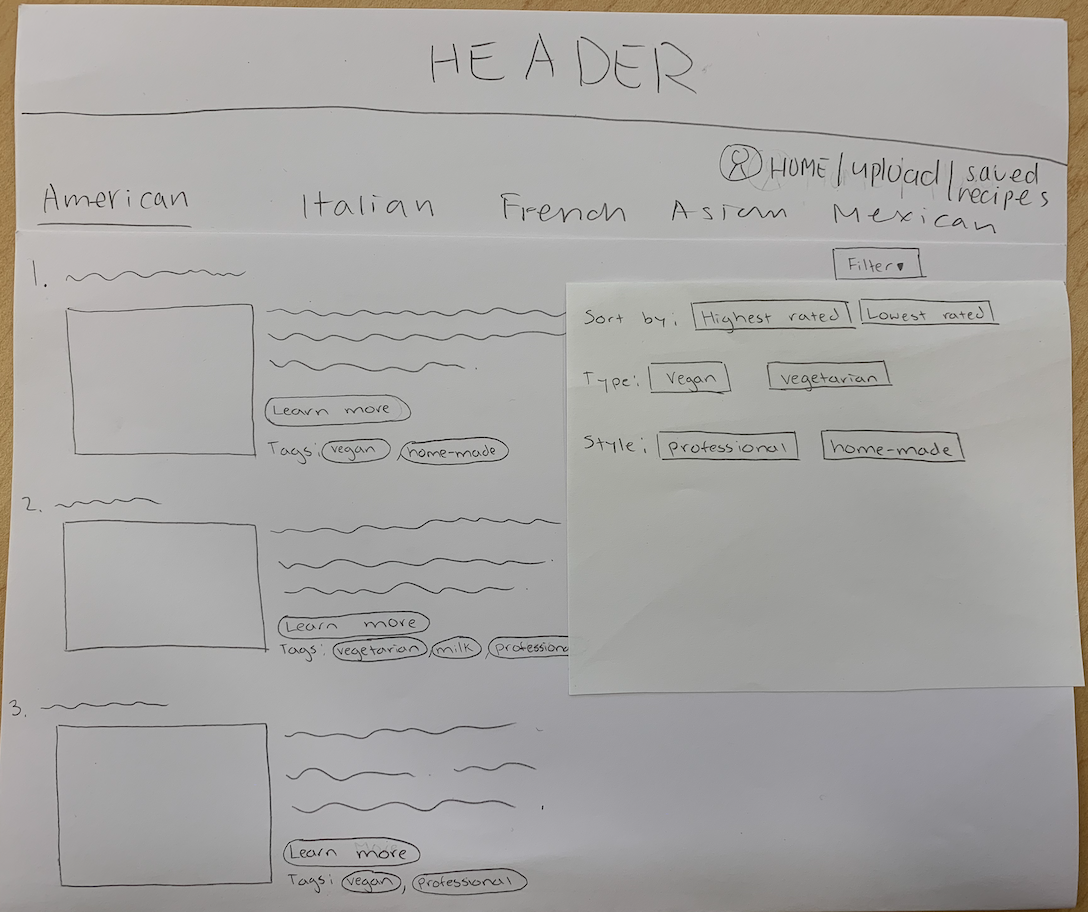 HEADER
HOME/upload/saved recipes
American Italian French Asian Mexican
Filter▾
1.
Sort by: Highest rated Lowest rated
Type: Vegan vegetarian
Learn more
Tags: vegan, home-made
Style: professional home-made
2.
Learn more
Tags: vegetarian, milk, professiona
3.
Learn more
Tags: vegan, professional